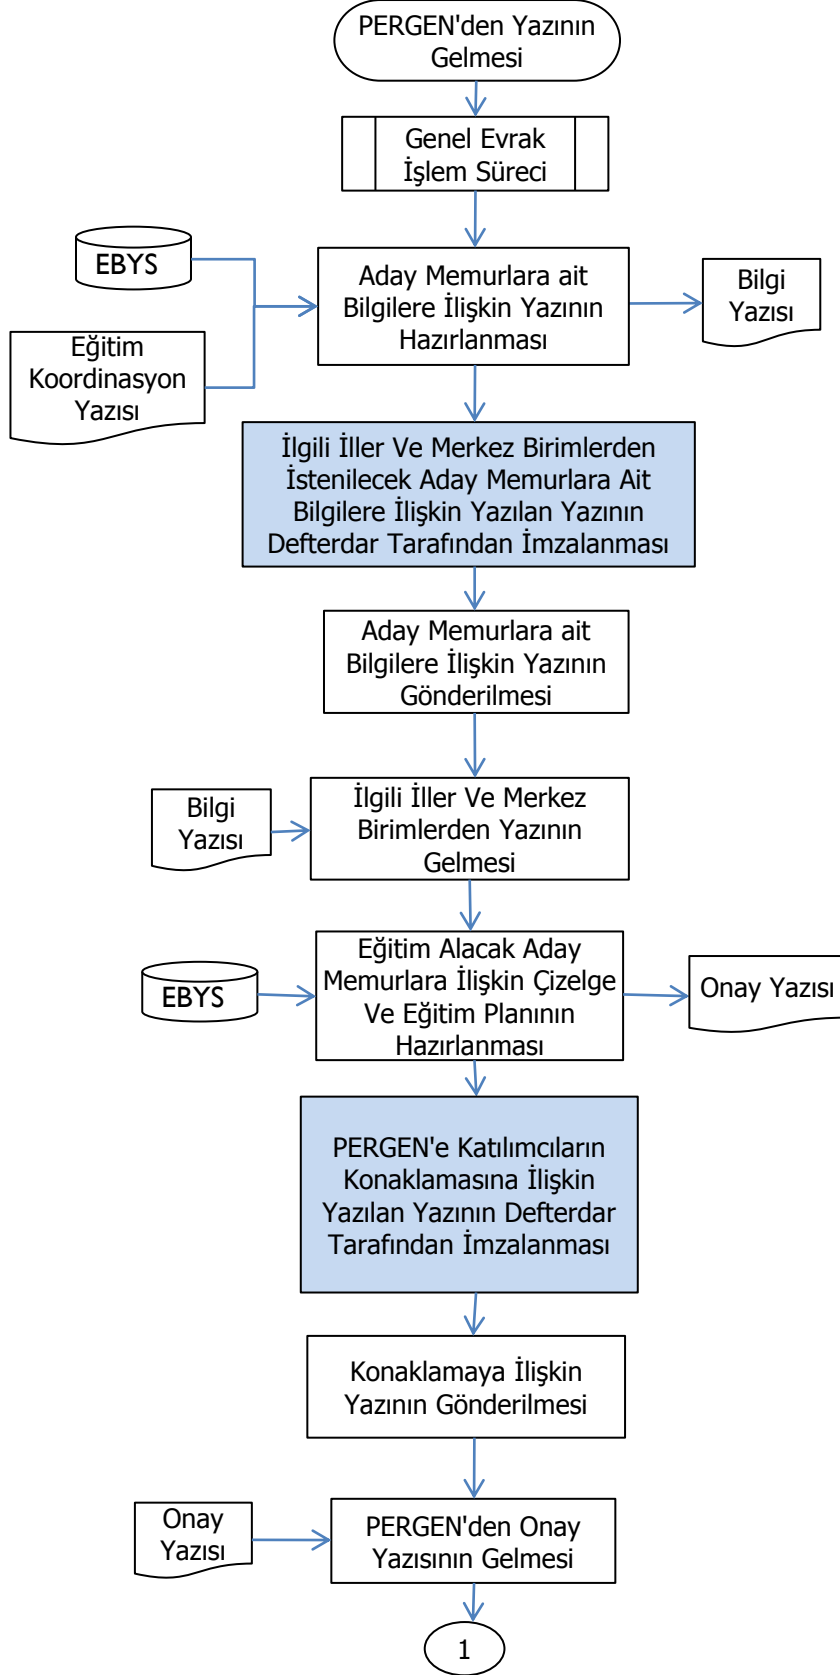 PERGEN'den Yazının
Gelmesi
Genel Evrak
İşlem Süreci
EBYS
Eğitim
Koordinasyon
Yazısı
Aday Memurlara ait
Bilgilere İlişkin Yazının
Hazırlanması
Bilgi
Yazısı
İlgili İller Ve Merkez Birimlerden
İstenilecek Aday Memurlara Ait
Bilgilere İlişkin Yazılan Yazının
Defterdar Tarafından İmzalanması
Aday Memurlara ait
Bilgilere İlişkin Yazının
Gönderilmesi
Bilgi
Yazısı
İlgili İller Ve Merkez
Birimlerden Yazının
Gelmesi
EBYS
Eğitim Alacak Aday
Memurlara İlişkin Çizelge
Ve Eğitim Planının
Hazırlanması
Onay Yazısı
PERGEN'e Katılımcıların
Konaklamasına İlişkin
Yazılan Yazının Defterdar
Tarafından İmzalanması
Konaklamaya İlişkin
Yazının Gönderilmesi
Onay
Yazısı
PERGEN'den Onay
Yazısının Gelmesi
1